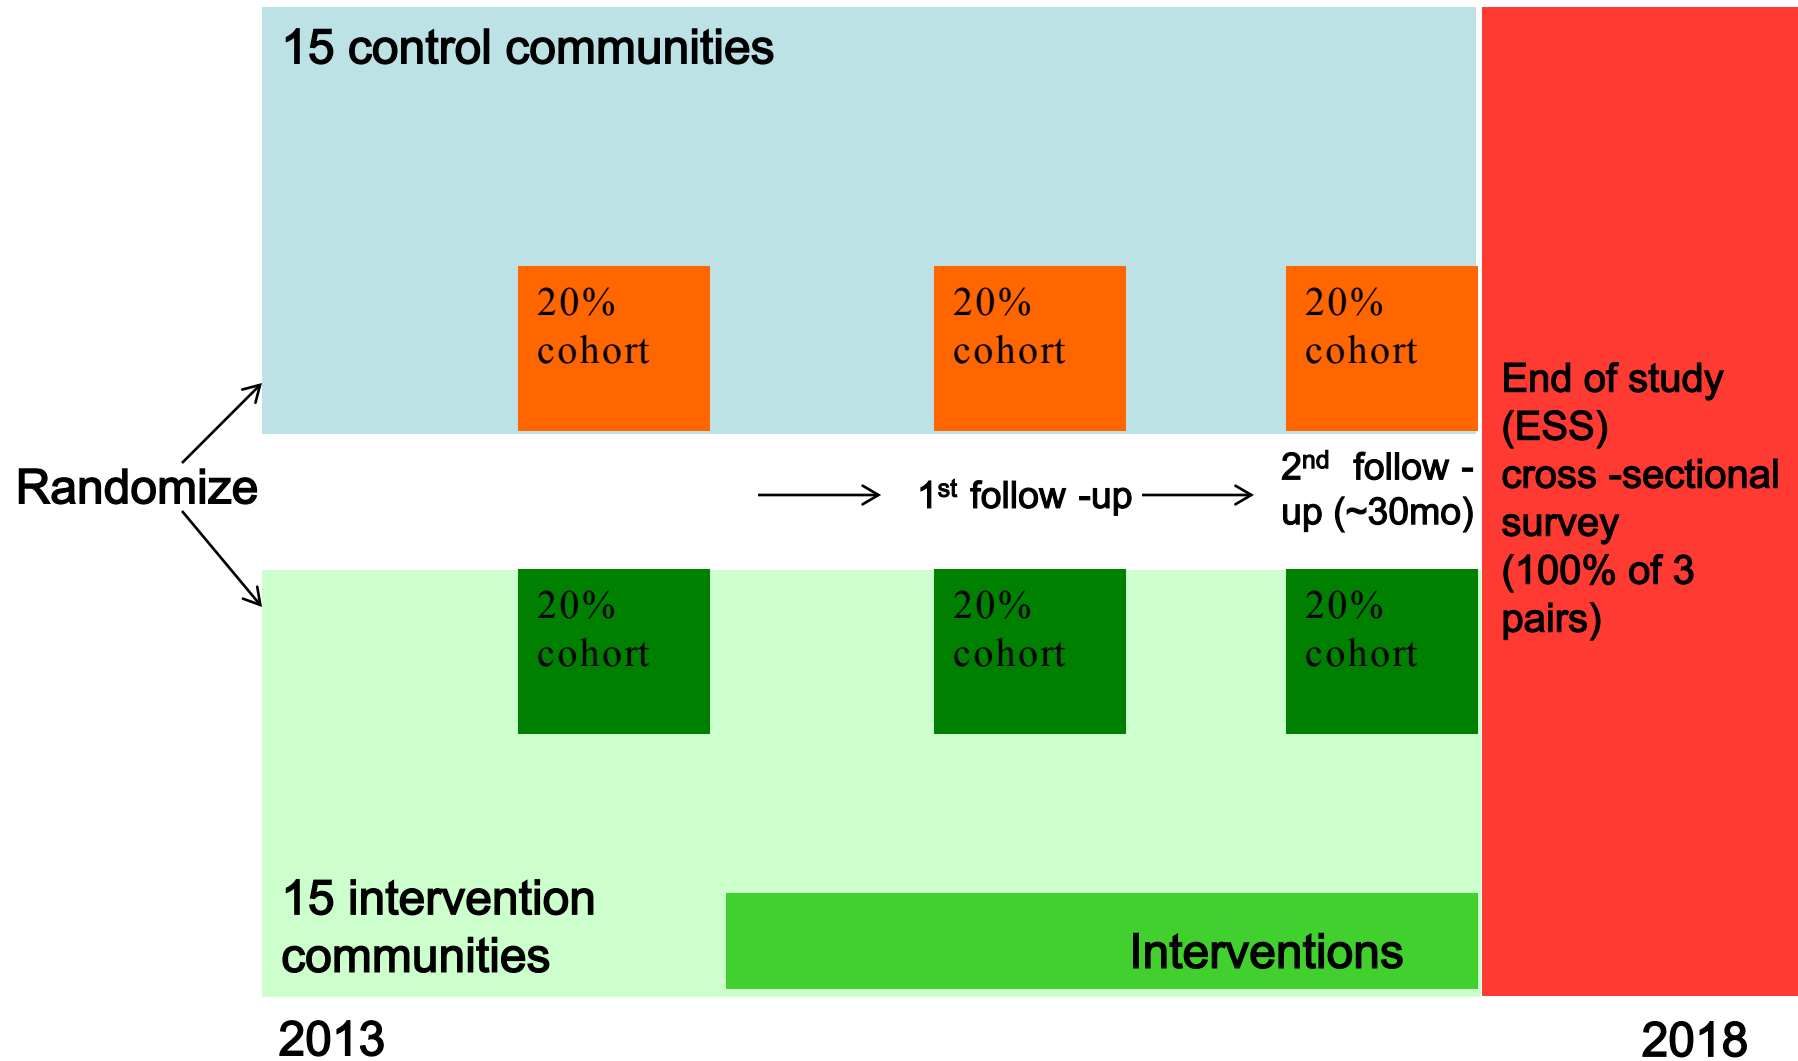 15 control communities
20%
cohort
20%
cohort
20%
cohort
Randomize
1st follow -up
2nd follow -
up (~30mo)
End of study
(ESS)
cross -sectional
survey
(100% of 3
pairs)
20%
cohort
20%
cohort
20%
cohort
15 intervention
communities
Interventions
2013
2018